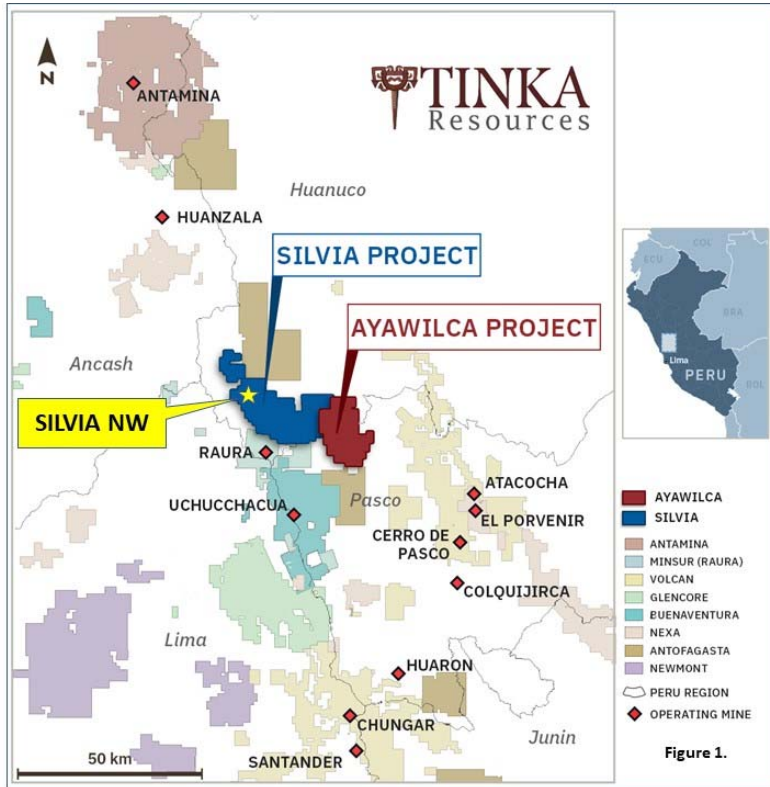 N
ANTAMINA
TINKA
Resources
Huanuco
HUANZALA
SILVIA PROJECT
AYAWILCA PROJECT
Ancash
SILVIA NW
RAURA
UCHUCCHACUA
Pasco
ATACOCHA
EL PORVENIR
CERRO DE
PASCO
COLQUIJIRCA
Lima
HUARON
CHUNGAR
SANTANDER
Junin
50 km
COL
ECU
BRA
Lima
PERU
BOL
AYAWILCA
SILVIA
ANTAMINA
MINSUR (RAURA)
VOLCAN
GLENCORE
BUENAVENTURA
NEXA
ANTOFAGASTA
NEWMONT
PERU REGION
OPERATING MINE
Figure 1.